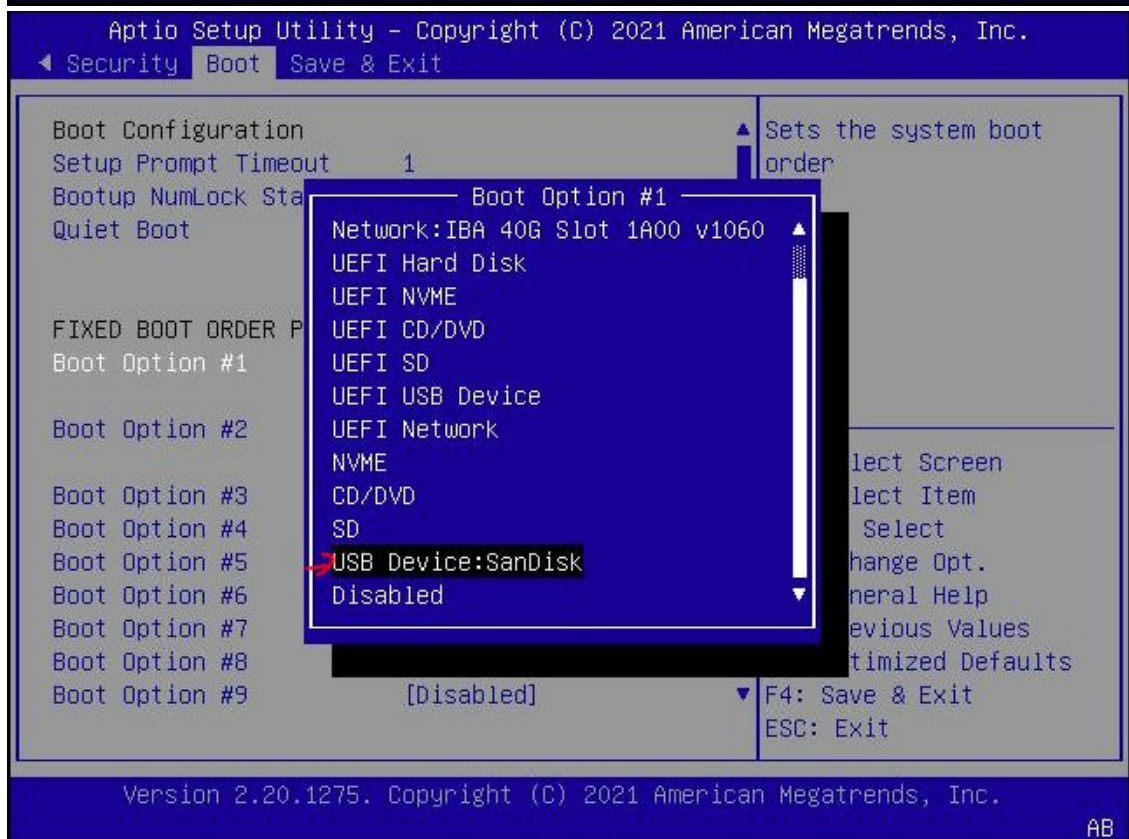 Aptio Setup Utility – Copyright (C) 2021 American Megatrends, Inc.
Security Boot Save & Exit
Boot Configuration
Setup Prompt Timeout 1
Bootup NumLock Sta
Quiet Boot
FIXED BOOT ORDER P
Boot Option #1
Boot Option #2
Boot Option #3
Boot Option #4
Boot Option #5
Boot Option #6
Boot Option #7
Boot Option #8
Boot Option #9 [Disabled]
Boot Option #1
Network:IBA 40G Slot 1A00 v1060
UEFI Hard Disk
UEFI NVME
UEFI CD/DVD
UEFI SD
UEFI USB Device
UEFI Network
NVME
CD/DVD
SD
USB Device:SanDisk
Disabled
Sets the system boot
order
lect Screen
lect Item
Select
hange Opt.
neral Help
evious Values
timized Defaults
F4: Save & Exit
ESC: Exit
Version 2.20.1275. Copyright (C) 2021 American Megatrends, Inc.
AB